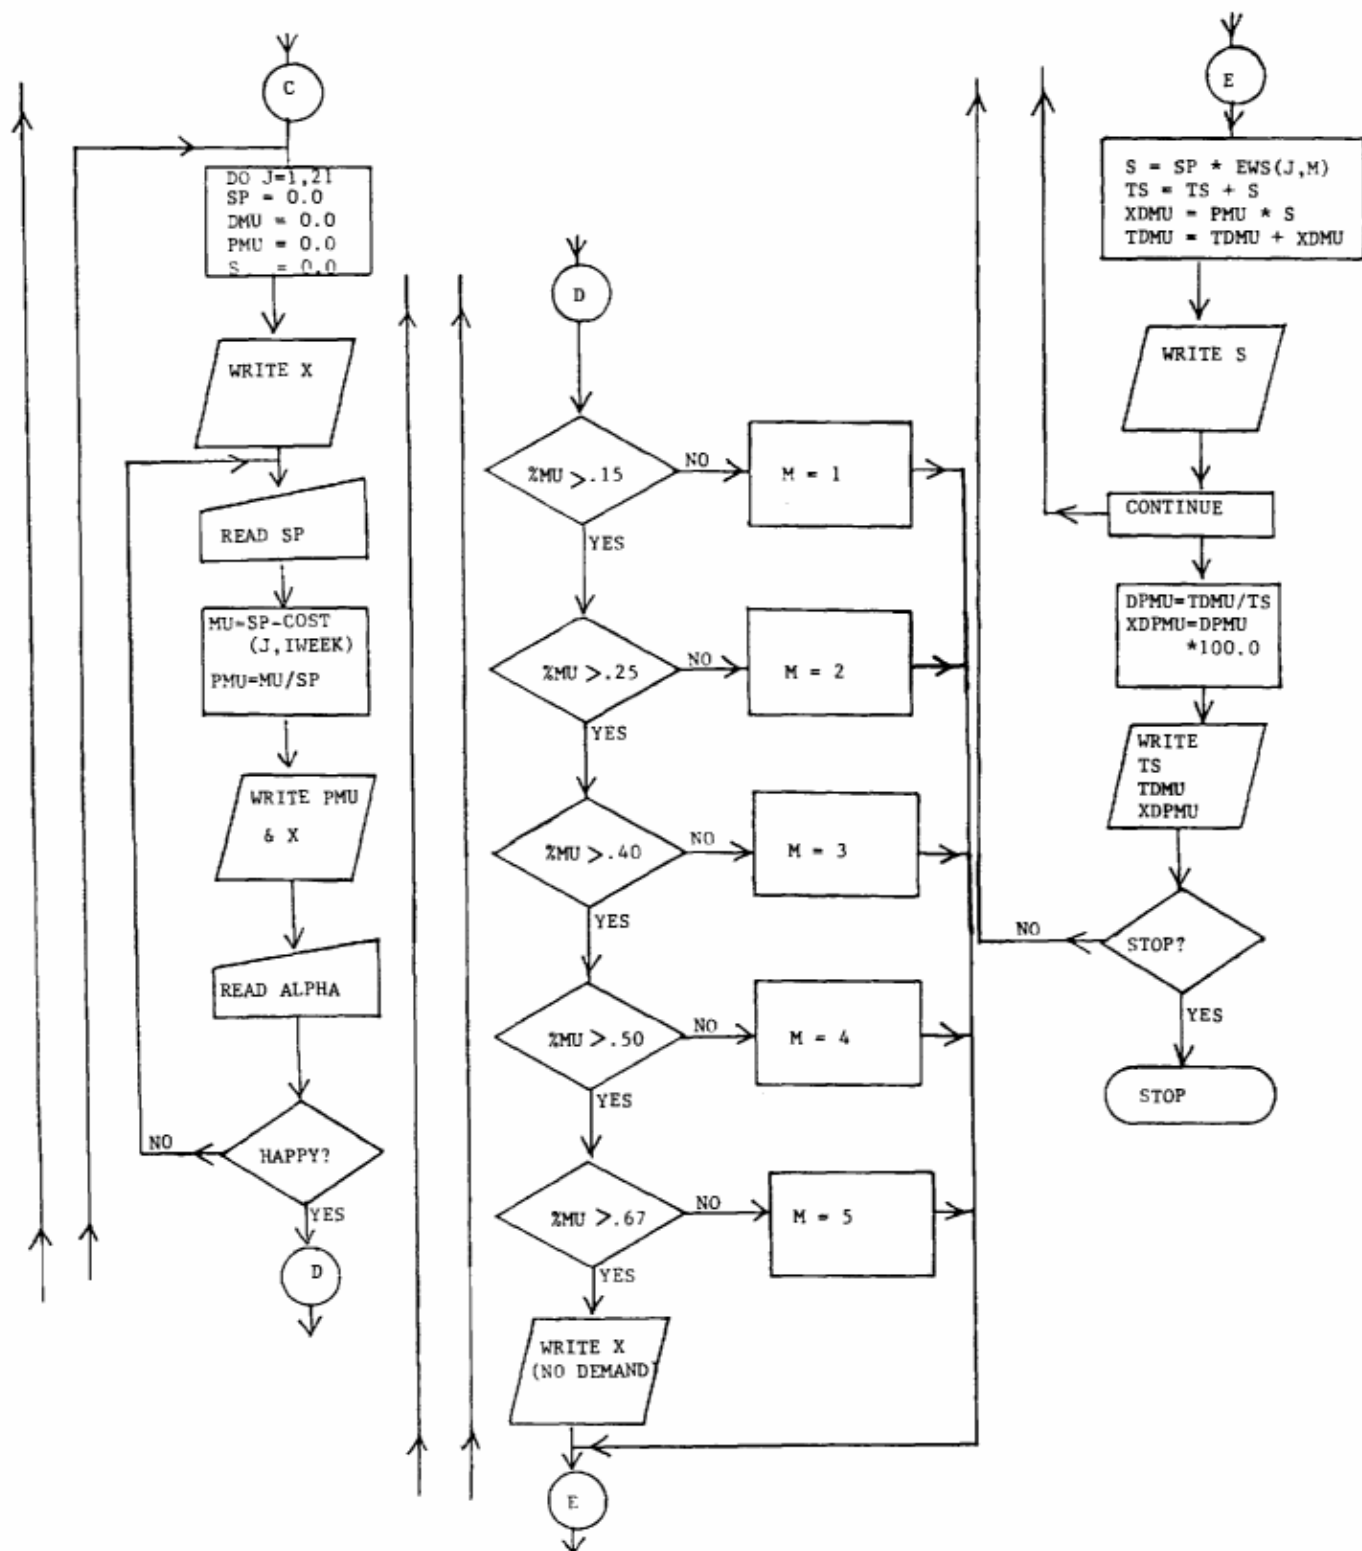 C
DO J=1,21
SP = 0.0
DMU = 0.0
PMU = 0.0
S = 0.0
WRITE X
READ SP
MU=SP-COST
(J,IWEEK)
PMU=MU/SP
WRITE PMU
& X
READ ALPHA
HAPPY?
NO
YES
D
D
%MU >.15
NO
M = 1
YES
%MU >.25
NO
M = 2
YES
%MU >.40
NO
M = 3
YES
%MU >.50
NO
M = 4
YES
%MU >.67
NO
M = 5
YES
WRITE X
(NO DEMAND)
E
E
S = SP * EWS(J,M)
TS = TS + S
XDMU = PMU * S
TDMU = TDMU + XDMU
WRITE S
CONTINUE
DPMU=TDMU/TS
XDPMU=DPMU
*100.0
WRITE
TS
TDMU
XDPMU
STOP?
NO
YES
STOP